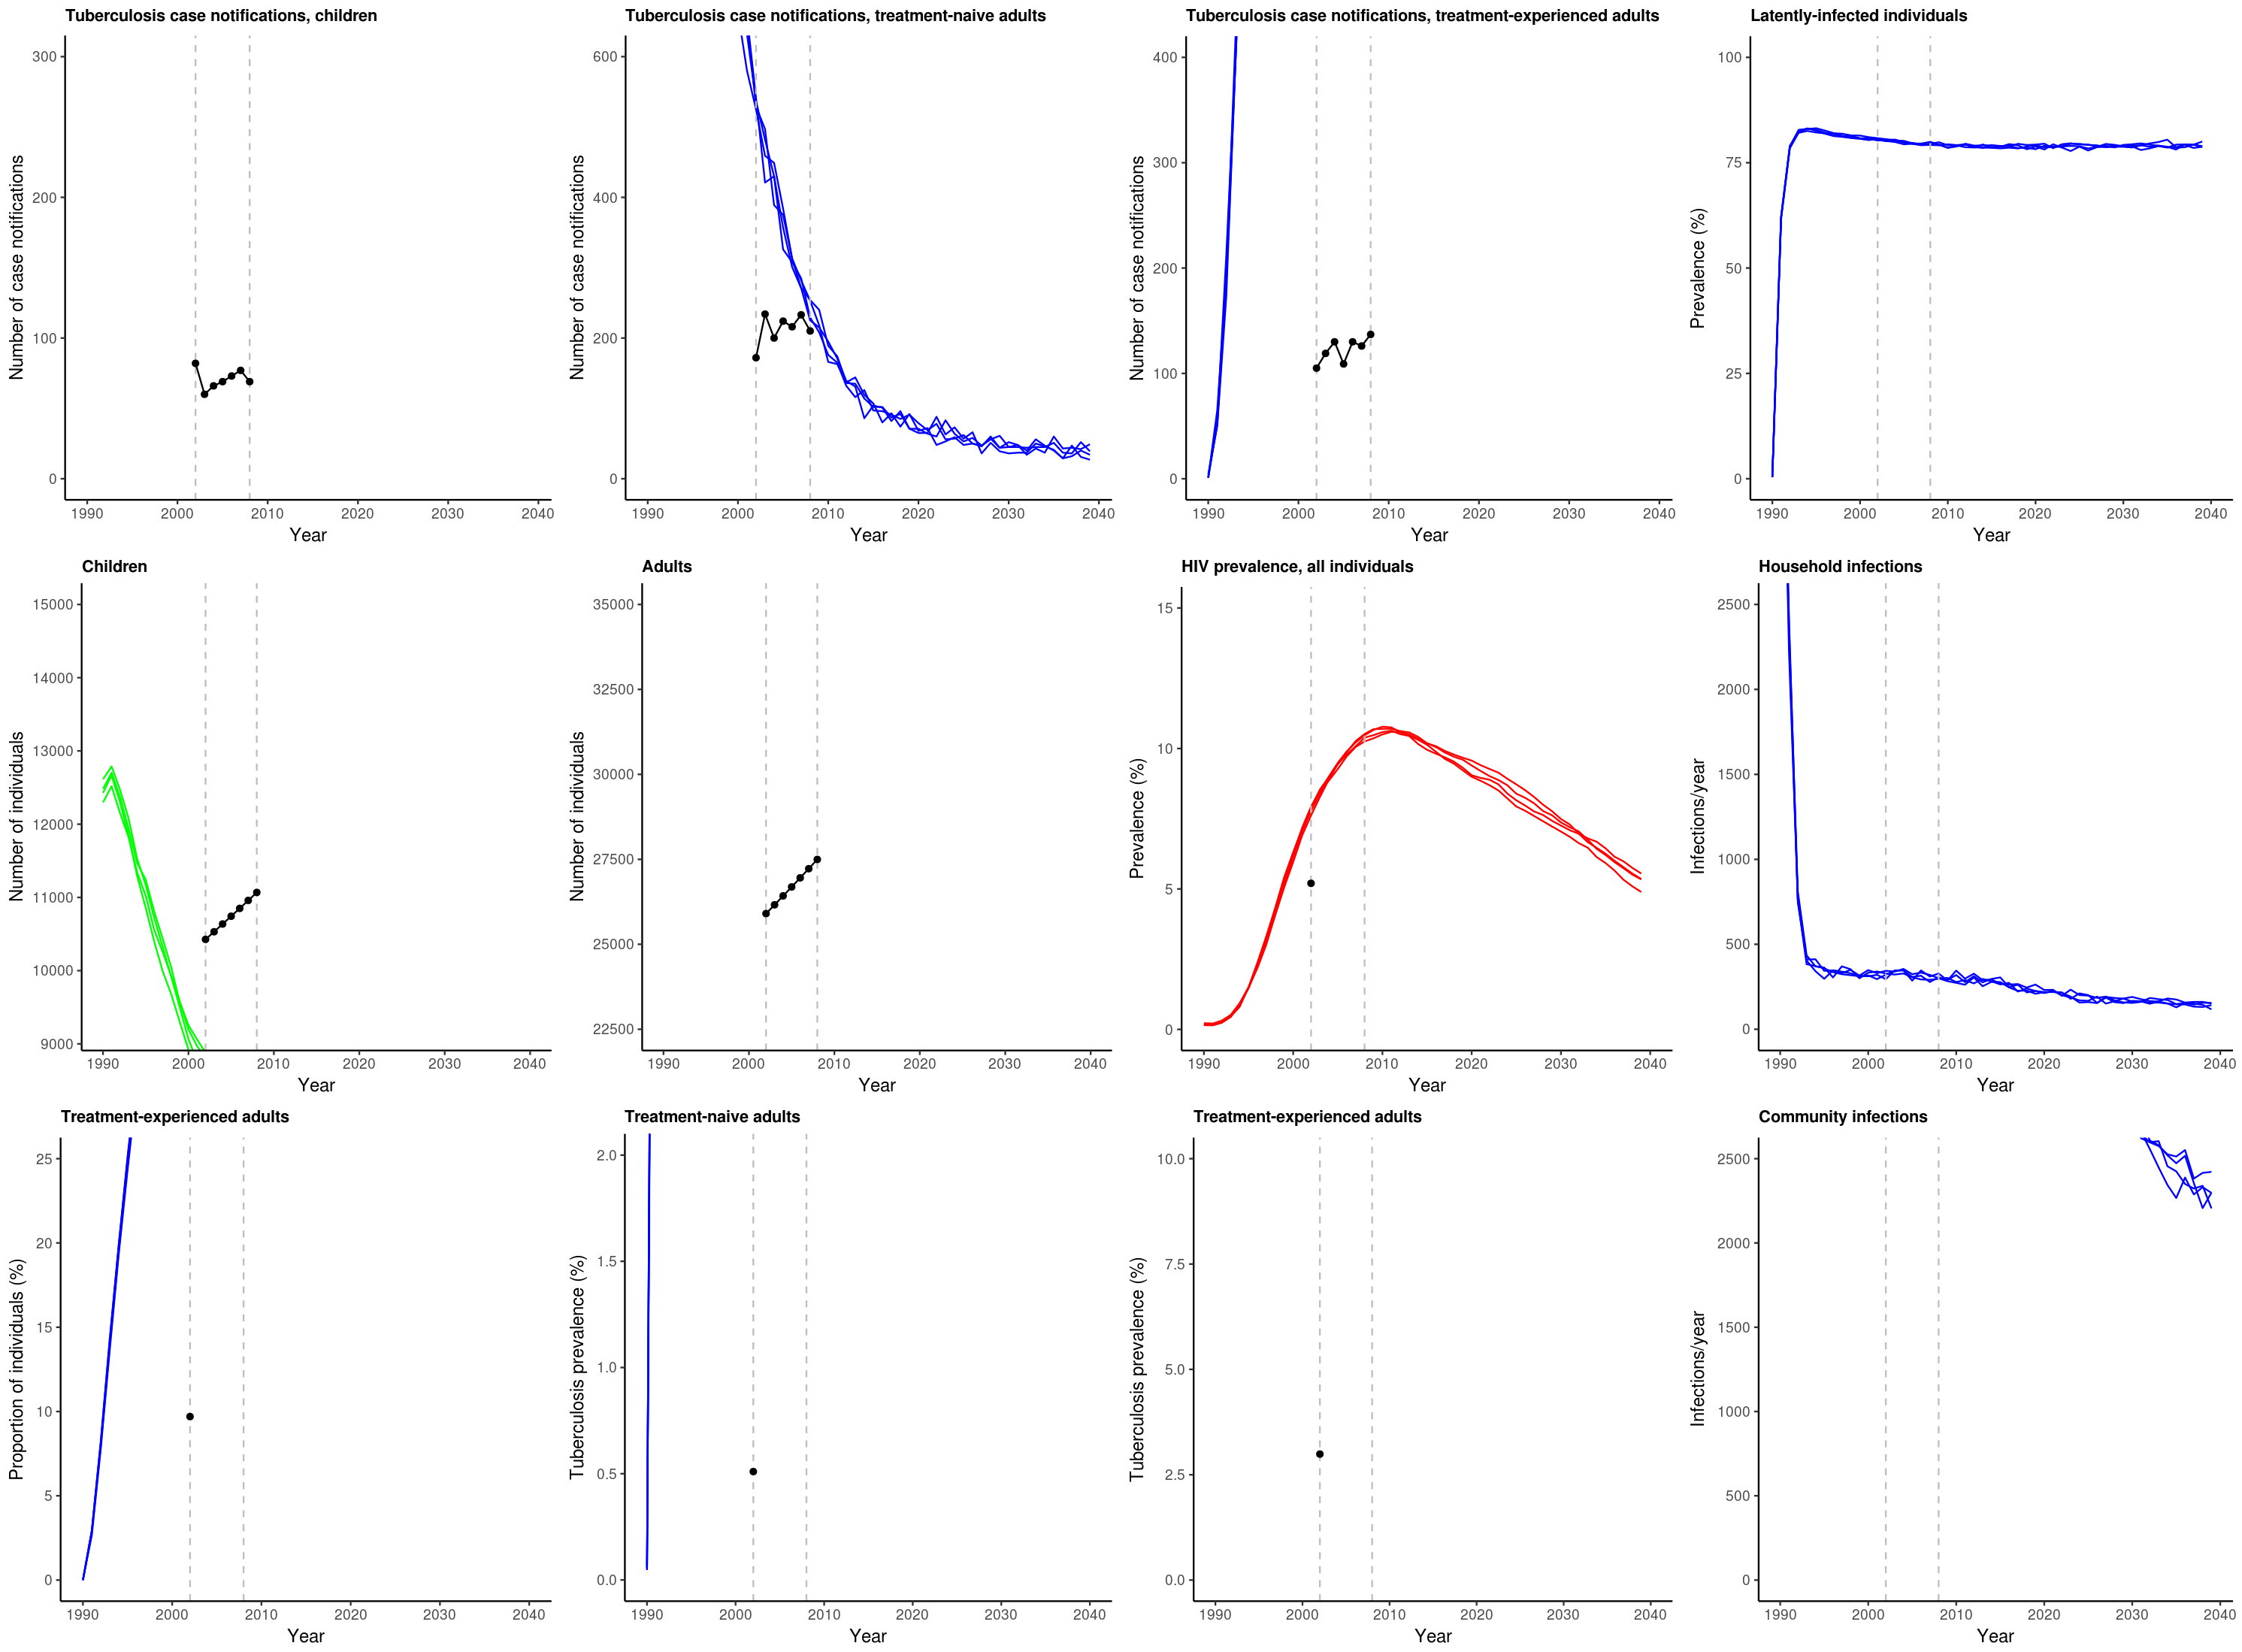 Tuberculosis case notifications, children
Number of case notifications
300
200
100
0
1990 2000 2010 2020 2030 2040
Year
Tuberculosis case notifications, treatment-naive adults
Number of case notifications
600
400
200
0
1990 2000 2010 2020 2030 2040
Year
Tuberculosis case notifications, treatment-experienced adults
Number of case notifications
400
300
200
100
0
1990 2000 2010 2020 2030 2040
Year
Latently-infected individuals
Prevalence (%)
100
75
50
25
0
1990 2000 2010 2020 2030 2040
Year
Children
Number of individuals
15000
14000
13000
12000
11000
10000
9000
1990 2000 2010 2020 2030 2040
Year
Adults
Number of individuals
35000
32500
30000
27500
25000
22500
1990 2000 2010 2020 2030 2040
Year
HIV prevalence, all individuals
Prevalence (%)
15
10
5
0
1990 2000 2010 2020 2030 2040
Year
Household infections
Infections/year
2500
2000
1500
1000
500
0
1990 2000 2010 2020 2030 2040
Year
Treatment-experienced adults
Proportion of individuals (%)
25
20
15
10
5
0
1990 2000 2010 2020 2030 2040
Year
Treatment-naive adults
Tuberculosis prevalence (%)
2.0
1.5
1.0
0.5
0.0
1990 2000 2010 2020 2030 2040
Year
Treatment-experienced adults
Tuberculosis prevalence (%)
10.0
7.5
5.0
2.5
0.0
1990 2000 2010 2020 2030 2040
Year
Community infections
Infections/year
2500
2000
1500
1000
500
0
1990 2000 2010 2020 2030 2040
Year